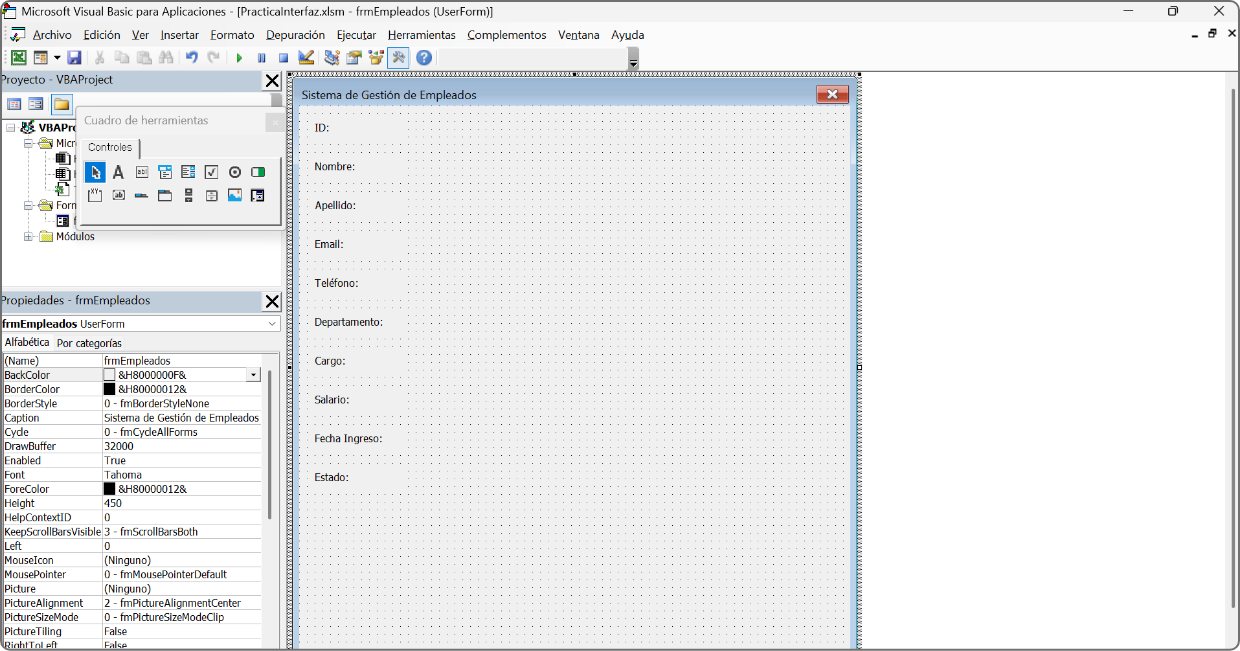 Microsoft Visual Basic para Aplicaciones - [PracticaInterfaz.xlsm - frmEmpleados (UserForm)]
Archivo Edición Ver Insertar Formato Depuración Ejecutar Herramientas Complementos Ventana Ayuda
Proyecto - VBAProject
Cuadro de herramientas
Controles
VBAPro
Micr
Form
Módulos
Propiedades - frmEmpleados
frmEmpleados UserForm
Alfabética Por categorías
(Name) frmEmpleados
BackColor &H8000000F&
BorderColor &H80000012&
BorderStyle 0 - fmBorderStyleNone
Caption Sistema de Gestión de Empleados
Cycle 0 - fmCycleAllForms
DrawBuffer 32000
Enabled True
Font Tahoma
ForeColor &H80000012&
Height 450
HelpContextID 0
KeepScrollBarsVisible 3 - fmScrollBarsBoth
Left 0
MouseIcon (Ninguno)
MousePointer 0 - fmMousePointerDefault
Picture (Ninguno)
PictureAlignment 2 - fmPictureAlignmentCenter
PictureSizeMode 0 - fmPictureSizeModeClip
PictureTiling False
RightToLeft False
Sistema de Gestión de Empleados
ID:
Nombre:
Apellido:
Email:
Teléfono:
Departamento:
Cargo:
Salario:
Fecha Ingreso:
Estado: